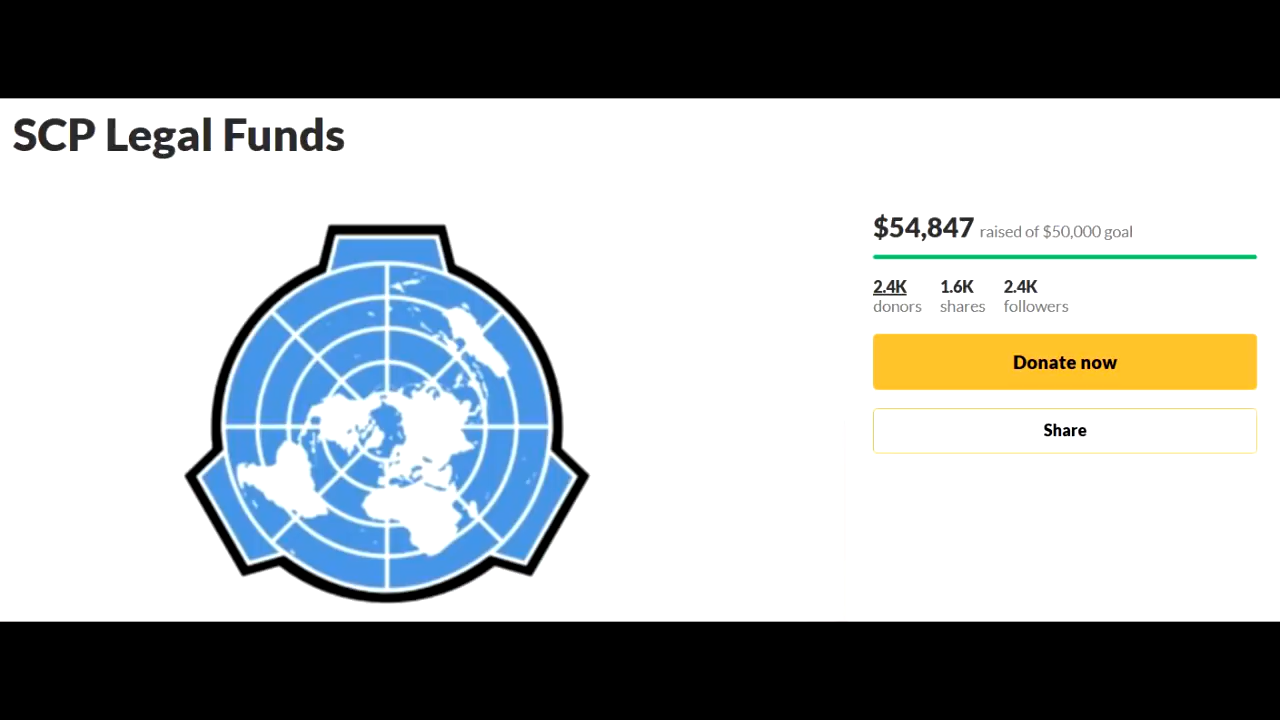 SCP Legal Funds
$54,847 raised of $50,000 goal
2.4K 1.6K 2.4K
donors shares followers
Donate now
Share